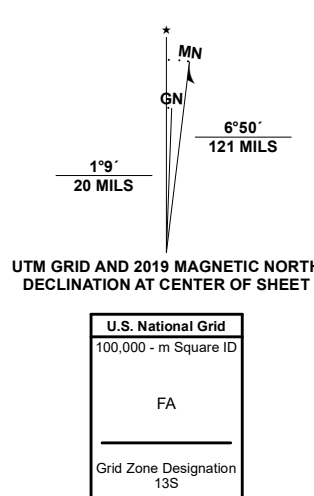 ★
MN
GN
6°50´
121 MILS
1°9´
20 MILS
UTM GRID AND 2019 MAGNETIC NORTH
DECLINATION AT CENTER OF SHEET
U.S. National Grid
100,000 - m Square ID
FA
Grid Zone Designation
13S